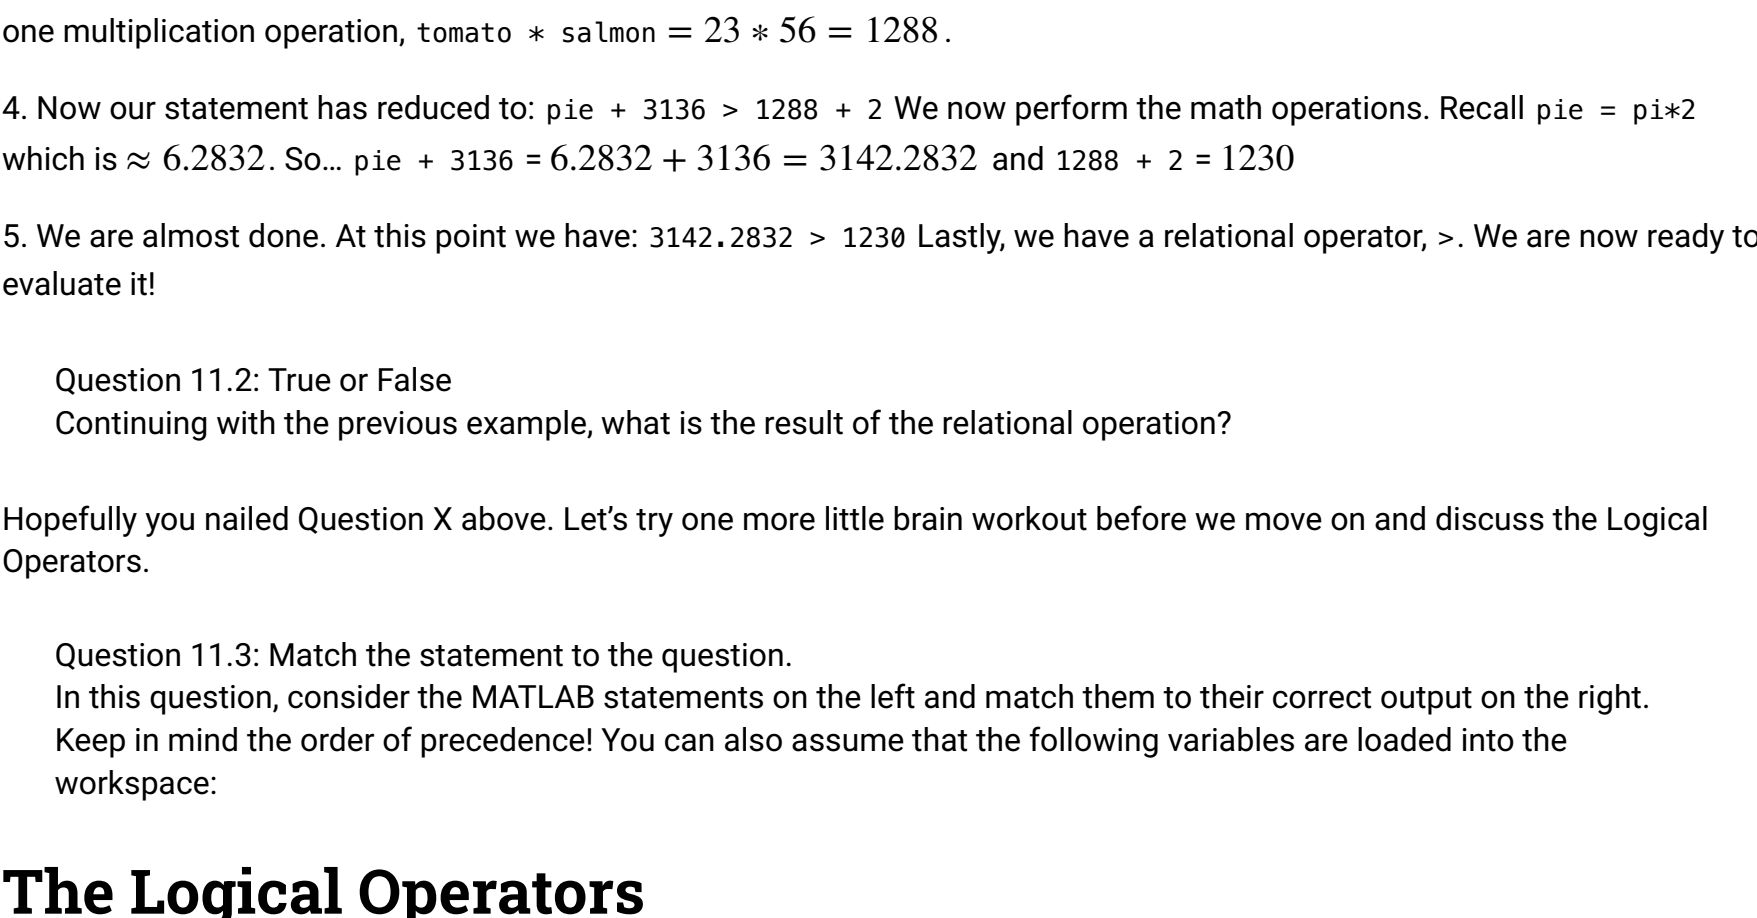 one multiplication operation, tomato * salmon = 23 * 56 = 1288.
4. Now our statement has reduced to: pie + 3136 > 1288 + 2 We now perform the math operations. Recall pie = pi*2
which is ≈ 6.2832. So... pie + 3136 = 6.2832 + 3136 = 3142.2832 and 1288 + 2 = 1230
5. We are almost done. At this point we have: 3142.2832 > 1230 Lastly, we have a relational operator, >. We are now ready to
evaluate it!
Question 11.2: True or False
Continuing with the previous example, what is the result of the relational operation?
Hopefully you nailed Question X above. Let’s try one more little brain workout before we move on and discuss the Logical
Operators.
Question 11.3: Match the statement to the question.
In this question, consider the MATLAB statements on the left and match them to their correct output on the right.
Keep in mind the order of precedence! You can also assume that the following variables are loaded into the
workspace:
The Logical Operators